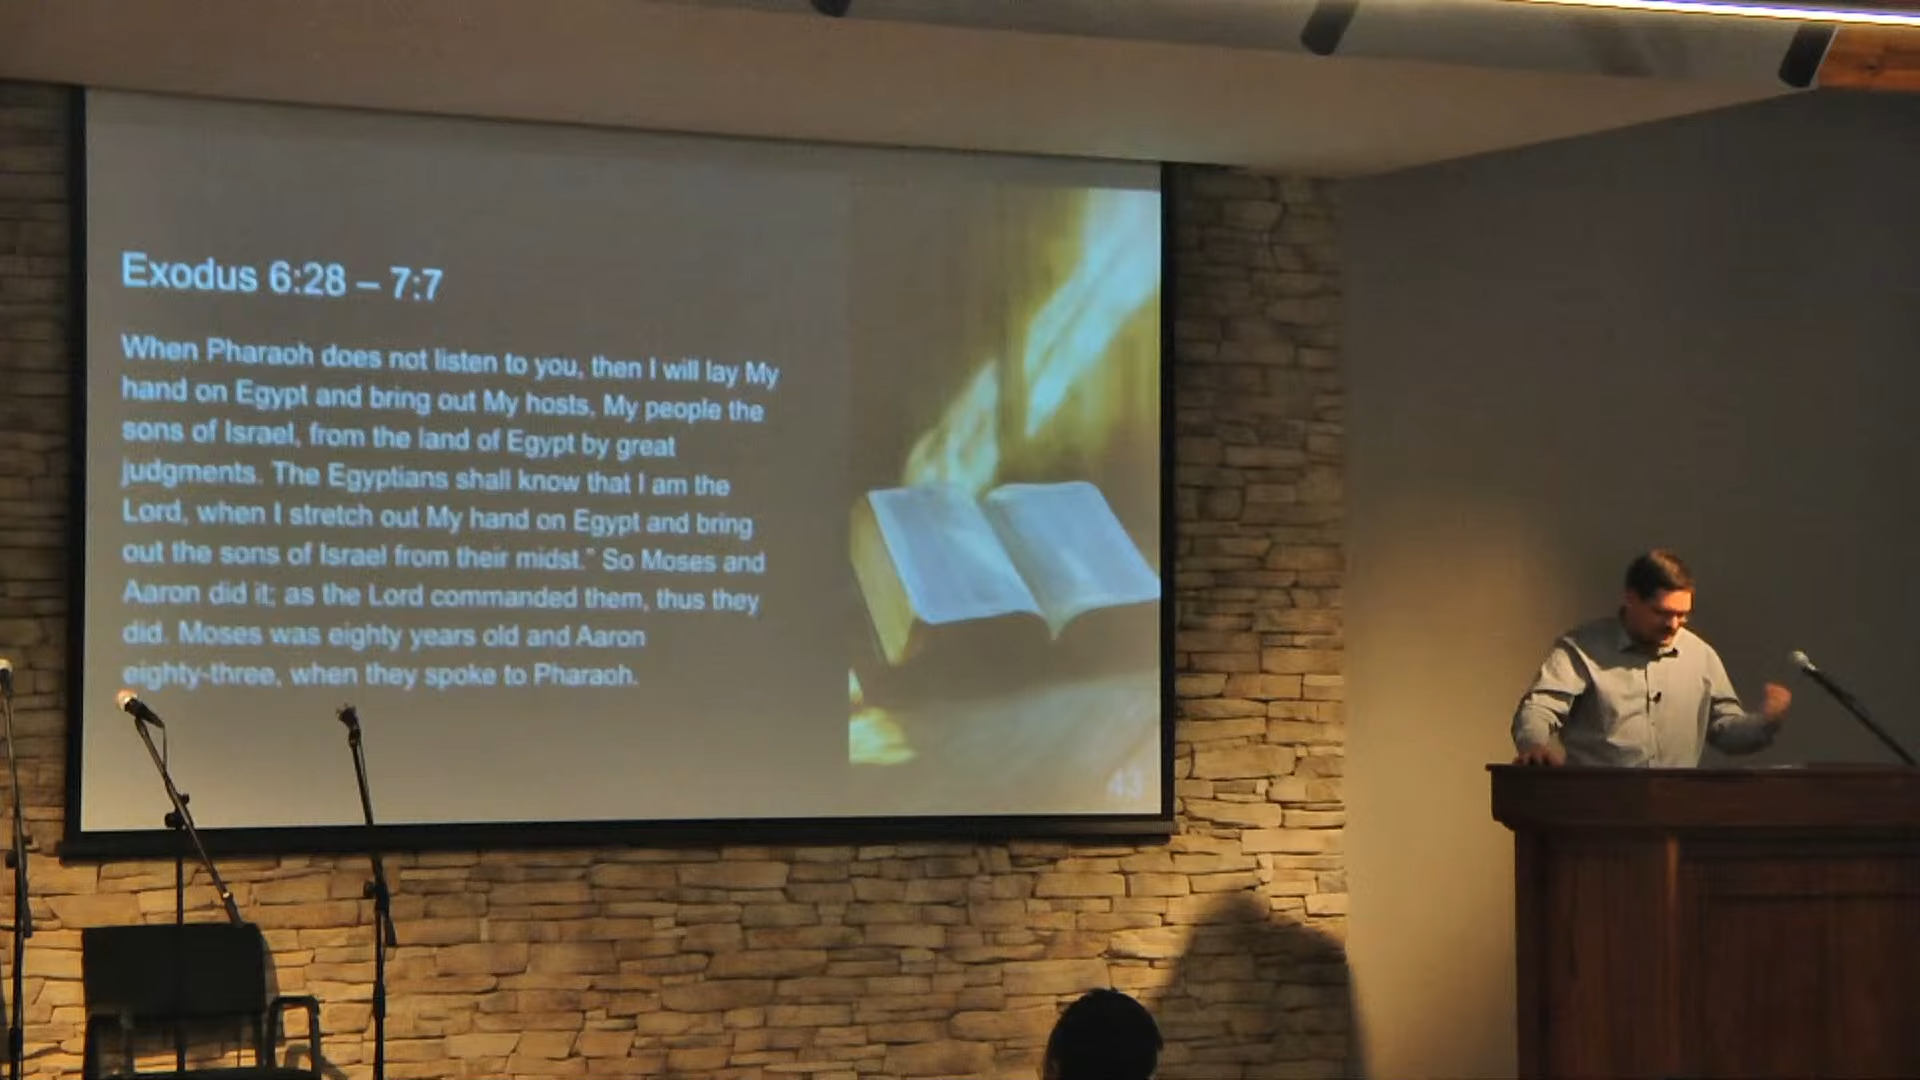 Exodus 6:28 – 7:7
When Pharaoh does not listen to you, then I will lay My
hand on Egypt and bring out My hosts, My people the
sons of Israel, from the land of Egypt by great
judgments. The Egyptians shall know that I am the
Lord, when I stretch out My hand on Egypt and bring
out the sons of Israel from their midst.” So Moses and
Aaron did it; as the Lord commanded them, thus they
did. Moses was eighty years old and Aaron
eighty-three, when they spoke to Pharaoh.
43